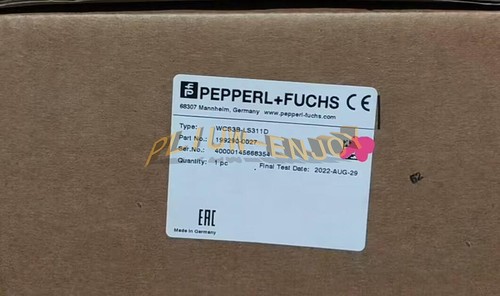 PEPPERL+FUCHS CE
68307 Mannheim, Germany www.pepperl-fuchs.com
Type: WCS3B-LS311D
Part No.: 199290-0027
Ser.No.: 40000145668354
Quantity: 1 pc Final Test Date: 2022-AUG-29
EAC
Made in Germany